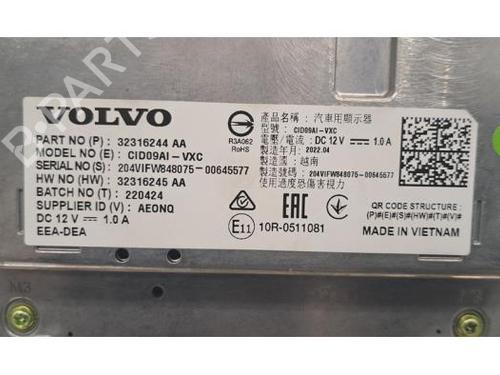 VOLVO
PART NO (P): 32316244 AA
MODEL NO (E): CID09AI-VXC
SERIAL NO (S): 204VIFW848075-00645577
HW NO (HW): 32316245 AA
BATCH NO (T): 220424
SUPPLIER ID (V): AEONQ
DC 12 V ⎓ 1.0 A
EEA-DEA
R3A062
RoHS
產品名稱: 汽車用顯示器
型號: CID09AI-VXC
電壓/電流: DC 12 V ⎓ 1.0 A
製造年月: 2022.04
製造国: 越南
製造號碼: 204VIFW848075-00645577
使用過度恐傷害視力
E11 10R-0511081
EAC
QR CODE STRUCTURE:
(P)#(E)#(S)#(HW)#(T)#(V)#
MADE IN VIETNAM
M3